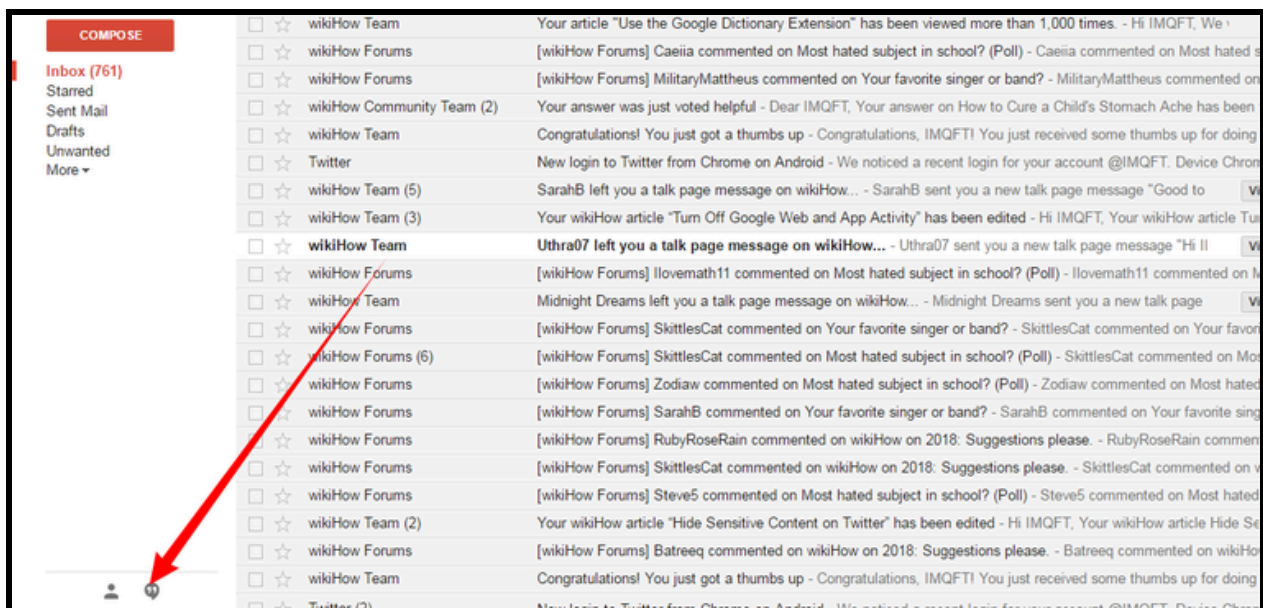 COMPOSE
Inbox (761)
Starred
Sent Mail
Drafts
Unwanted
More
wikiHow Team Your article "Use the Google Dictionary Extension" has been viewed more than 1,000 times. - Hi IMQFT, We
wikiHow Forums [wikiHow Forums] Caeiia commented on Most hated subject in school? (Poll) - Caeiia commented on Most hated
wikiHow Forums [wikiHow Forums] MilitaryMattheus commented on Your favorite singer or band? - MilitaryMattheus commented on
wikiHow Community Team (2) Your answer was just voted helpful - Dear IMQFT, Your answer on How to Cure a Child's Stomach Ache has been
wikiHow Team Congratulations! You just got a thumbs up - Congratulations, IMQFT! You just received some thumbs up for doing
Twitter New login to Twitter from Chrome on Android - We noticed a recent login for your account @IMQFT. Device Chrom
wikiHow Team (5) SarahB left you a talk page message on wikiHow... - SarahB sent you a new talk page message "Good to Vi
wikiHow Team (3) Your wikiHow article "Turn Off Google Web and App Activity" has been edited - Hi IMQFT, Your wikiHow article Tu
wikiHow Team Uthra07 left you a talk page message on wikiHow... - Uthra07 sent you a new talk page message "Hi II Vi
wikiHow Forums [wikiHow Forums] Ilovemath11 commented on Most hated subject in school? (Poll) - Ilovemath11 commented on M
wikiHow Team Midnight Dreams left you a talk page message on wikiHow... - Midnight Dreams sent you a new talk page Vi
wikiHow Forums [wikiHow Forums] SkittlesCat commented on Your favorite singer or band? - SkittlesCat commented on Your favori
wikiHow Forums (6) [wikiHow Forums] SkittlesCat commented on Most hated subject in school? (Poll) - SkittlesCat commented on Mos
wikiHow Forums [wikiHow Forums] Zodiaw commented on Most hated subject in school? (Poll) - Zodiaw commented on Most hated
wikiHow Forums [wikiHow Forums] SarahB commented on Your favorite singer or band? - SarahB commented on Your favorite sing
wikiHow Forums [wikiHow Forums] RubyRoseRain commented on wikiHow on 2018: Suggestions please. - RubyRoseRain commen
wikiHow Forums [wikiHow Forums] SkittlesCat commented on wikiHow on 2018: Suggestions please. - SkittlesCat commented on
wikiHow Forums [wikiHow Forums] Steve5 commented on Most hated subject in school? (Poll) - Steve5 commented on Most hated
wikiHow Team (2) Your wikiHow article "Hide Sensitive Content on Twitter" has been edited - Hi IMQFT, Your wikiHow article Hide Se
wikiHow Forums [wikiHow Forums] Batreeq commented on wikiHow on 2018: Suggestions please. - Batreeq commented on wikiHo
wikiHow Team Congratulations! You just got a thumbs up - Congratulations, IMQFT! You just received some thumbs up for doing